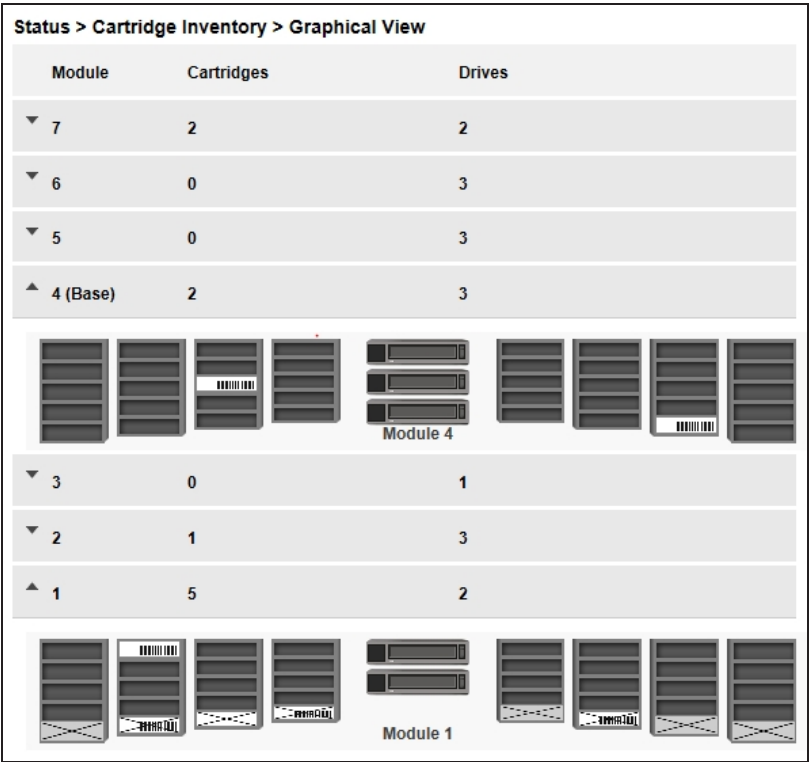 Status > Cartridge Inventory > Graphical View
Module Cartridges Drives
7 2 2
6 0 3
5 0 3
4 (Base) 2 3
Module 4
3 0 1
2 1 3
1 5 2
Module 1